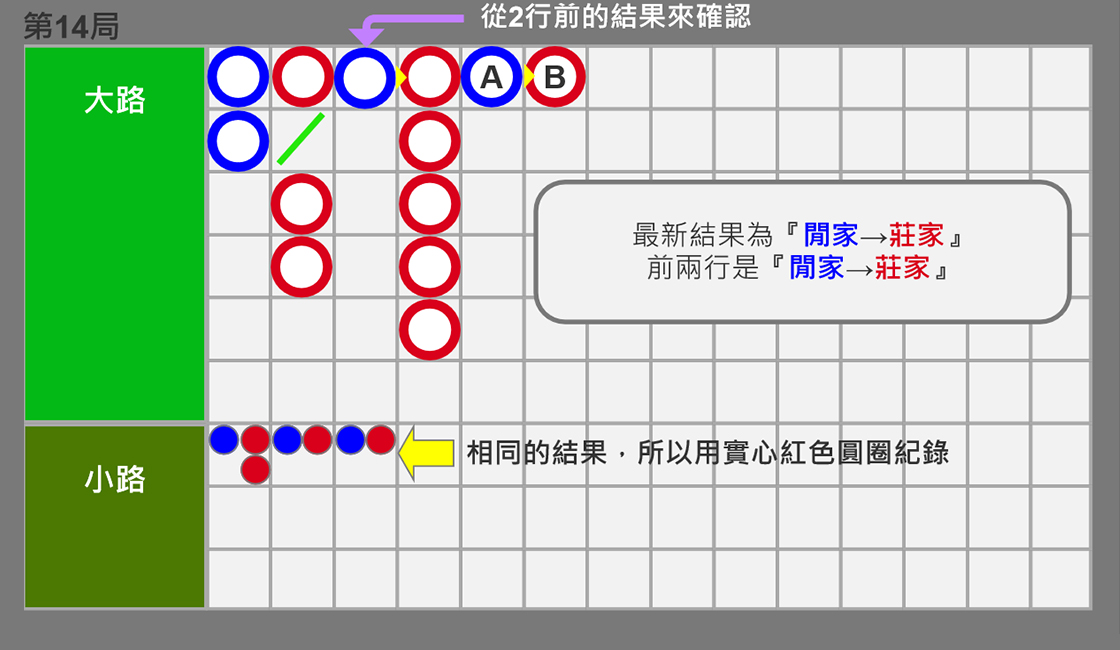 第14局
從2行前的結果來確認
大路
A
B
最新結果為『閒家→莊家』
前兩行是『閒家→莊家』
小路
相同的結果，所以用實心紅色圓圈紀錄